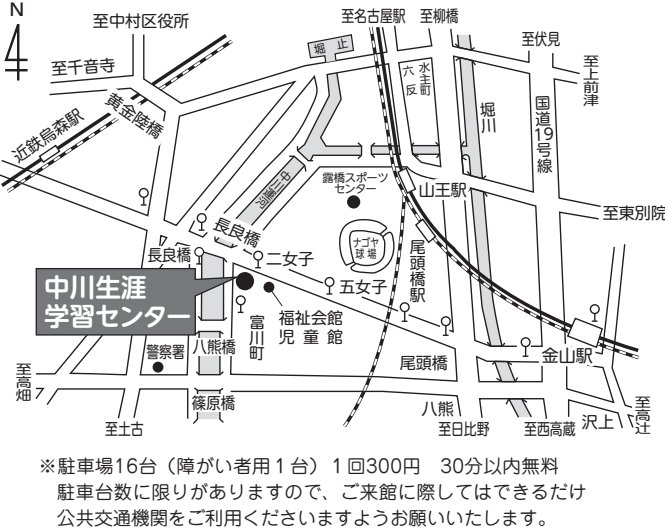 N
至中村区役所
至名古屋駅
至柳橋
至伏見
至千音寺
堀止
水主町
六反
至上前津
黄金陸橋
近鉄烏森駅
堀川
国道19号線
中川運河
露橋スポーツ
センター
山王駅
至東別院
長良橋
ナゴヤ
球場
尾頭橋駅
長良橋
二女子
五女子
中川生涯
学習センター
福祉会館
児童館
富川町
金山駅
警察署
八熊橋
尾頭橋
至高畑
篠原橋
八熊
沢上
至高辻
至土古
至日比野
至西高蔵
※駐車場16台（障がい者用１台）１回300円　30分以内無料
駐車台数に限りがありますので、ご来館に際してはできるだけ
公共交通機関をご利用くださいますようお願いいたします。